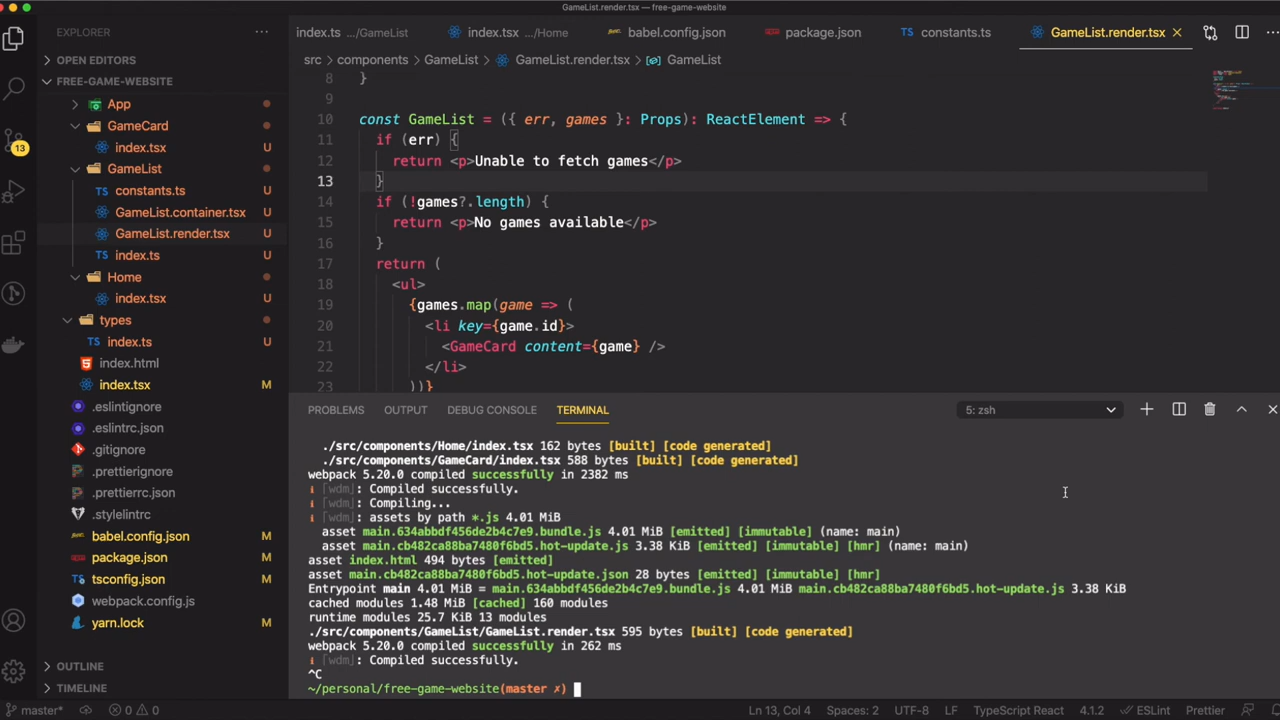 GameList.render.tsx — free-game-website
EXPLORER
OPEN EDITORS
FREE-GAME-WEBSITE
App
GameCard
index.tsx U
GameList
constants.ts U
GameList.container.tsx U
GameList.render.tsx U
index.ts U
Home
index.tsx U
types
index.ts U
index.html
index.tsx M
.eslintignore
.eslintrc.json
.gitignore
.prettierignore
.prettierrc.json
.stylelintrc
babel.config.json M
package.json M
tsconfig.json M
webpack.config.js
yarn.lock M
OUTLINE
TIMELINE
13
index.ts .../GameList index.tsx .../Home babel.config.json package.json constants.ts GameList.render.tsx
src > components > GameList > GameList.render.tsx > GameList
8 }
9
10 const GameList = ({ err, games }: Props): ReactElement => {
11 if (err) {
12 return <p>Unable to fetch games</p>
13 }
14 if (!games?.length) {
15 return <p>No games available</p>
16 }
17 return (
18 <ul>
19 {games.map(game => (
20 <li key={game.id}>
21 <GameCard content={game} />
22 </li>
23 ))}
PROBLEMS OUTPUT DEBUG CONSOLE TERMINAL 5: zsh
./src/components/Home/index.tsx 162 bytes [built] [code generated]
./src/components/GameCard/index.tsx 588 bytes [built] [code generated]
webpack 5.20.0 compiled successfully in 2382 ms
ℹ 「wdm」: Compiled successfully.
ℹ 「wdm」: Compiling...
ℹ 「wdm」: assets by path *.js 4.01 MiB
asset main.634abbdf456de2b4c7e9.bundle.js 4.01 MiB [emitted] [immutable] (name: main)
asset main.cb482ca88ba7480f6bd5.hot-update.js 3.38 KiB [emitted] [immutable] [hmr] (name: main)
asset index.html 494 bytes [emitted]
asset main.cb482ca88ba7480f6bd5.hot-update.json 28 bytes [emitted] [immutable] [hmr]
Entrypoint main 4.01 MiB = main.634abbdf456de2b4c7e9.bundle.js 4.01 MiB main.cb482ca88ba7480f6bd5.hot-update.js 3.38 KiB
cached modules 1.48 MiB [cached] 160 modules
runtime modules 25.7 KiB 13 modules
./src/components/GameList/GameList.render.tsx 595 bytes [built] [code generated]
webpack 5.20.0 compiled successfully in 262 ms
ℹ 「wdm」: Compiled successfully.
^C
~/personal/free-game-website(master ✗)
master* 0 0 Ln 13, Col 4 Spaces: 2 UTF-8 LF TypeScript React 4.1.2 ESLint Prettier